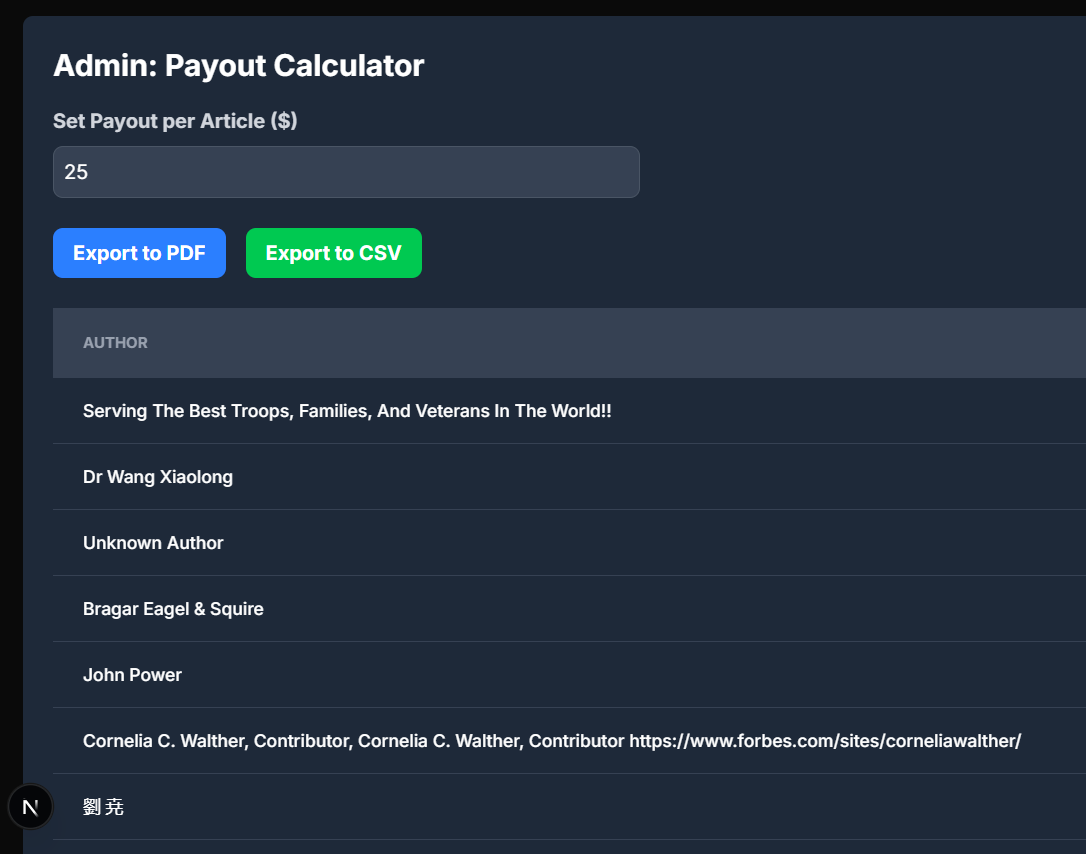 Admin: Payout Calculator
Set Payout per Article ($)
25
Export to PDF
Export to CSV
AUTHOR
Serving The Best Troops, Families, And Veterans In The World!!
Dr Wang Xiaolong
Unknown Author
Bragar Eagel & Squire
John Power
Cornelia C. Walther, Contributor, Cornelia C. Walther, Contributor https://www.forbes.com/sites/corneliawalther/
N
劉 尭